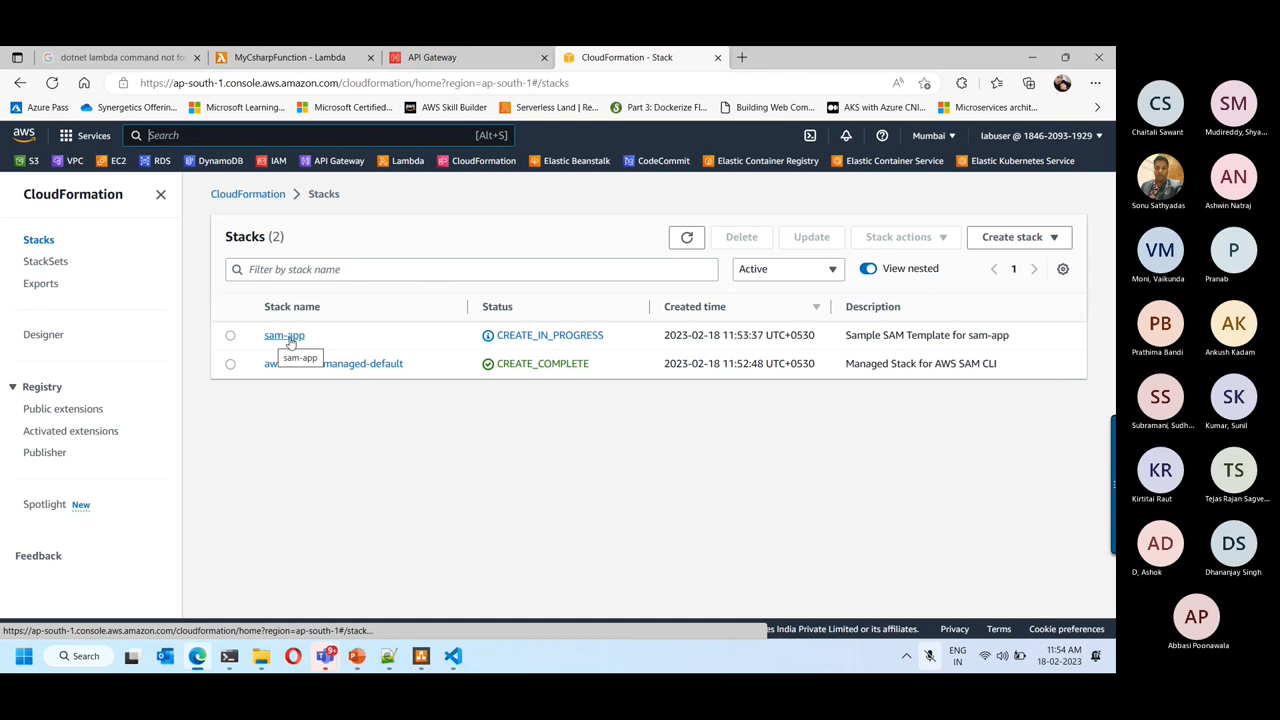 dotnet lambda command not fo
MyCsharpFunction - Lambda
API Gateway
CloudFormation - Stack
https://ap-south-1.console.aws.amazon.com/cloudformation/home?region=ap-south-1#/stacks
Azure Pass
Synergetics Offerin...
Microsoft Learning...
Microsoft Certified...
AWS Skill Builder
Serverless Land | Re...
Part 3: Dockerize Fl...
Building Web Com...
AKS with Azure CNI...
Microservices archit...
aws
Services
Search
[Alt+S]
Mumbai
labuser @ 1846-2093-1929
S3
VPC
EC2
RDS
DynamoDB
IAM
API Gateway
Lambda
CloudFormation
Elastic Beanstalk
CodeCommit
Elastic Container Registry
Elastic Container Service
Elastic Kubernetes Service
CloudFormation
Stacks
StackSets
Exports
Designer
Registry
Public extensions
Activated extensions
Publisher
Spotlight New
Feedback
CloudFormation > Stacks
Stacks (2)
Delete
Update
Stack actions
Create stack
Filter by stack name
Active
View nested
1
Stack name
Status
Created time
Description
sam-app
CREATE_IN_PROGRESS
2023-02-18 11:53:37 UTC+0530
Sample SAM Template for sam-app
sam-app
aw
managed-default
CREATE_COMPLETE
2023-02-18 11:52:48 UTC+0530
Managed Stack for AWS SAM CLI
https://ap-south-1.console.aws.amazon.com/cloudformation/home?region=ap-south-1#/stack...
es India Private Limited or its affiliates.
Privacy
Terms
Cookie preferences
Search
9+
ENG
IN
11:54 AM
18-02-2023
CS
Chaitali Sawant
SM
Mudireddy, Shya...
Sonu Sathyadas
AN
Ashwin Natraj
VM
Moni, Vaikunda
P
Pranab
PB
Prathima Bandi
AK
Ankush Kadam
SS
Subramani, Sudh...
SK
Kumar, Sunil
KR
Kirtitai Raut
TS
Tejas Rajan Sagve...
AD
D, Ashok
DS
Dhananjay Singh
AP
Abbasi Poonawala